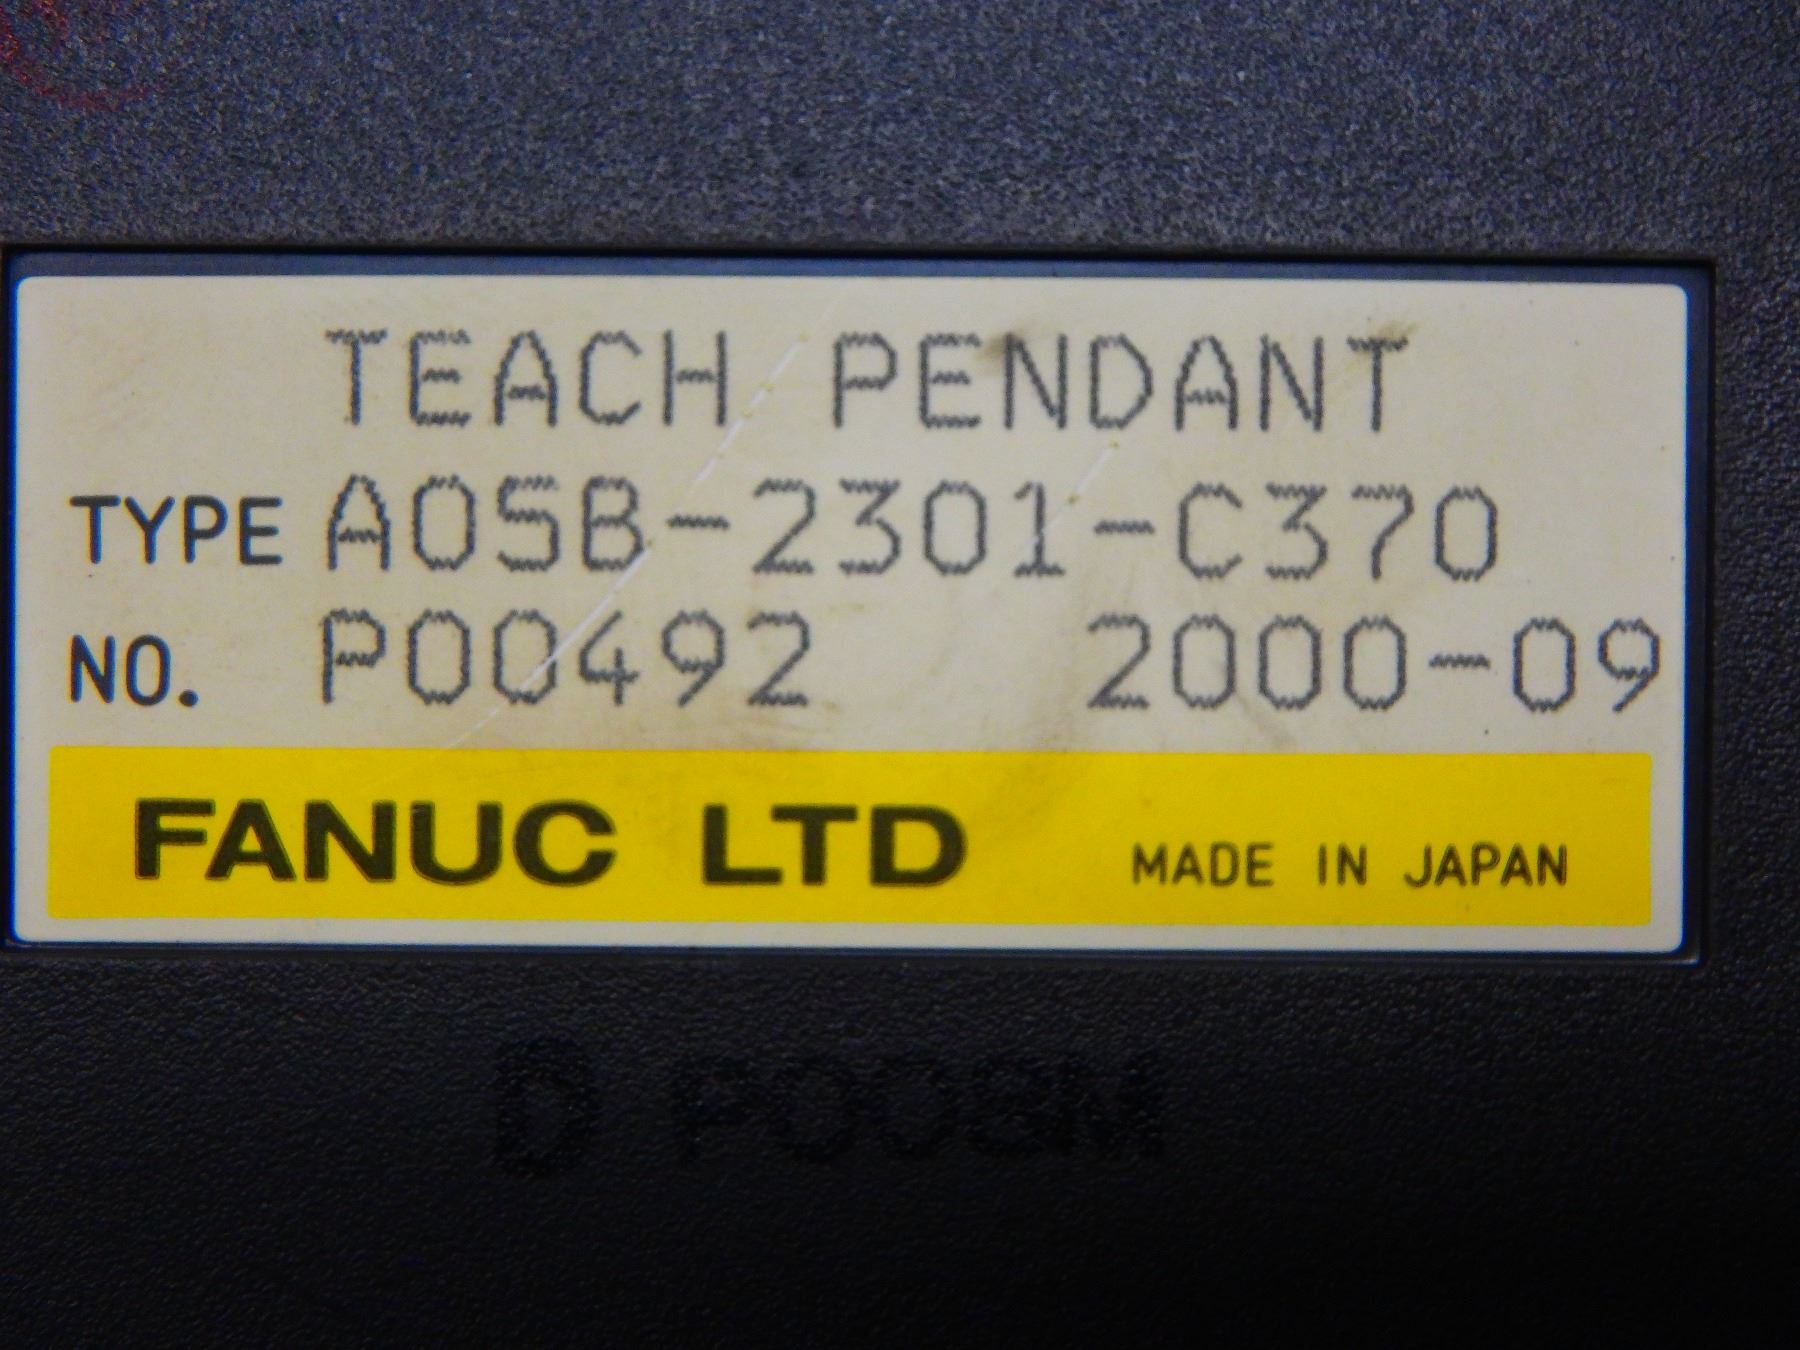 TEACH PENDANT
TYPE A05B-2301-C370
NO. P00492 2000-09
FANUC LTD MADE IN JAPAN